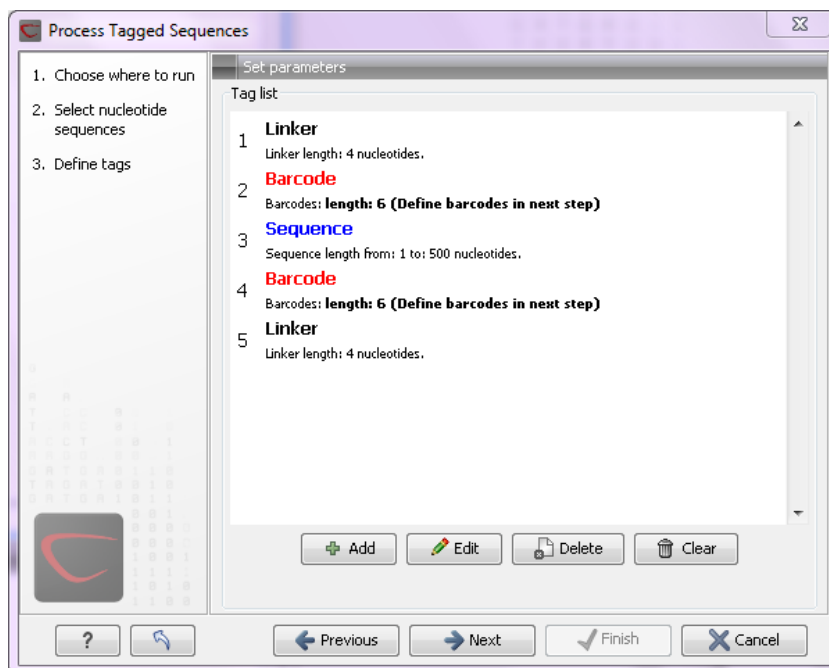 Process Tagged Sequences
1. Choose where to run
2. Select nucleotide
sequences
3. Define tags
Set parameters
Tag list
1 Linker
Linker length: 4 nucleotides.
2 Barcode
Barcodes: length: 6 (Define barcodes in next step)
3 Sequence
Sequence length from: 1 to: 500 nucleotides.
4 Barcode
Barcodes: length: 6 (Define barcodes in next step)
5 Linker
Linker length: 4 nucleotides.
Add Edit Delete Clear
? Previous Next Finish Cancel